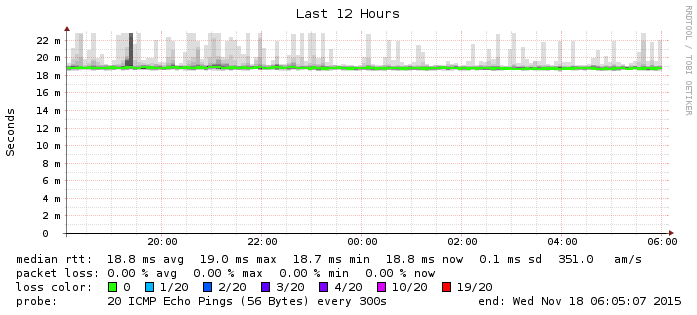 Last 12 Hours
RRDTOOL / TOBI OETIKER
Seconds
22 m
20 m
18 m
16 m
14 m
12 m
10 m
8 m
6 m
4 m
2 m
0
20:00 22:00 00:00 02:00 04:00 06:00
median rtt: 18.8 ms avg 19.0 ms max 18.7 ms min 18.8 ms now 0.1 ms sd 351.0 am/s
packet loss: 0.00 % avg 0.00 % max 0.00 % min 0.00 % now
loss color: 0 1/20 2/20 3/20 4/20 10/20 19/20
probe: 20 ICMP Echo Pings (56 Bytes) every 300s end: Wed Nov 18 06:05:07 2015